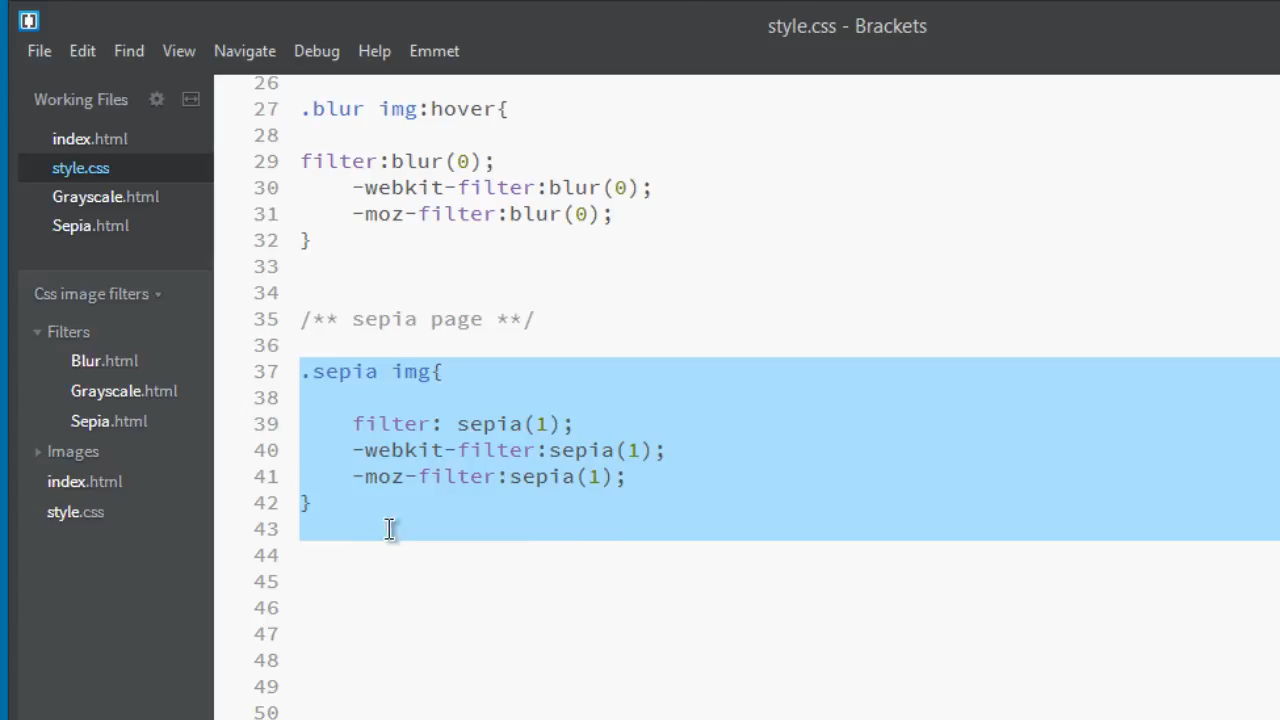 style.css - Brackets
File Edit Find View Navigate Debug Help Emmet
Working Files
index.html
style.css
Grayscale.html
Sepia.html
Css image filters
Filters
Blur.html
Grayscale.html
Sepia.html
Images
index.html
style.css
26
27 .blur img:hover{
28
29 filter:blur(0);
30 -webkit-filter:blur(0);
31 -moz-filter:blur(0);
32 }
33
34
35 /** sepia page **/
36
37 .sepia img{
38
39 filter: sepia(1);
40 -webkit-filter:sepia(1);
41 -moz-filter:sepia(1);
42 }
43
44
45
46
47
48
49
50